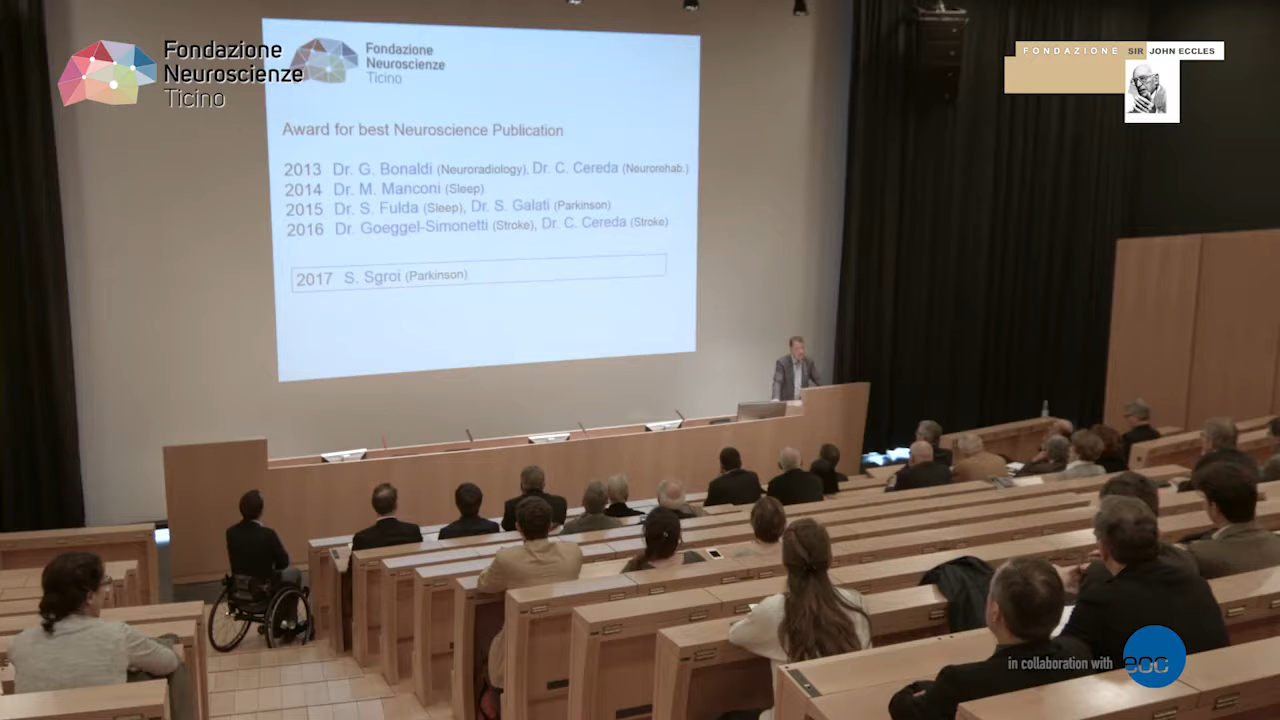 Fondazione
Neuroscienze
Ticino
Fondazione
Neuroscienze
Ticino
FONDAZIONE SIR JOHN ECCLES
Award for best Neuroscience Publication
2013 Dr. G. Bonaldi (Neuroradiology), Dr. C. Cereda (Neurorehab.)
2014 Dr. M. Manconi (Sleep)
2015 Dr. S. Fulda (Sleep), Dr. S. Galati (Parkinson)
2016 Dr. Goeggel-Simonetti (Stroke), Dr. C. Cereda (Stroke)
2017 S. Sgroi (Parkinson)
in collaboration with eoc